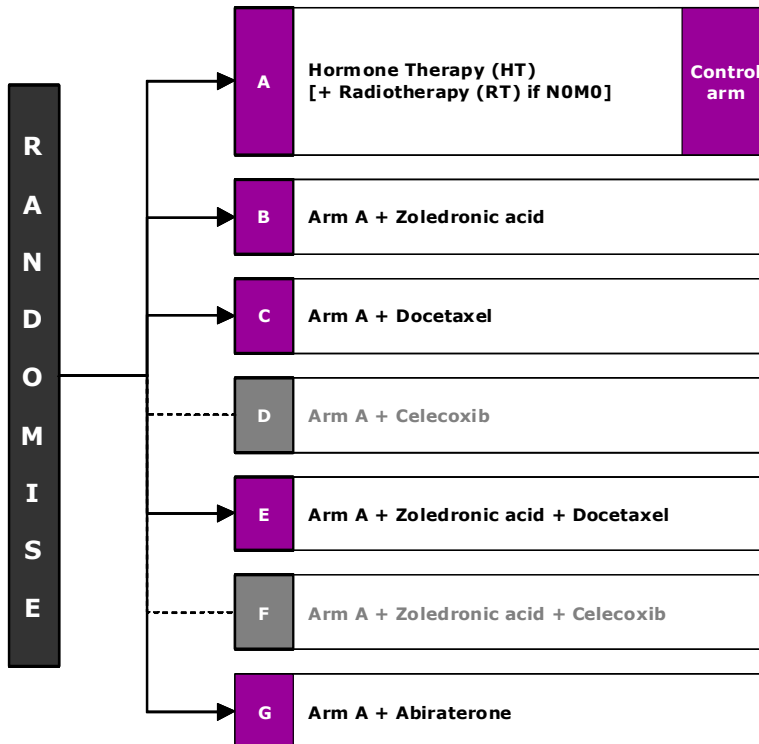 RANDOMISE
A
Hormone Therapy (HT)
[+ Radiotherapy (RT) if N0M0]
Control
arm
B
Arm A + Zoledronic acid
C
Arm A + Docetaxel
D
Arm A + Celecoxib
E
Arm A + Zoledronic acid + Docetaxel
F
Arm A + Zoledronic acid + Celecoxib
G
Arm A + Abiraterone